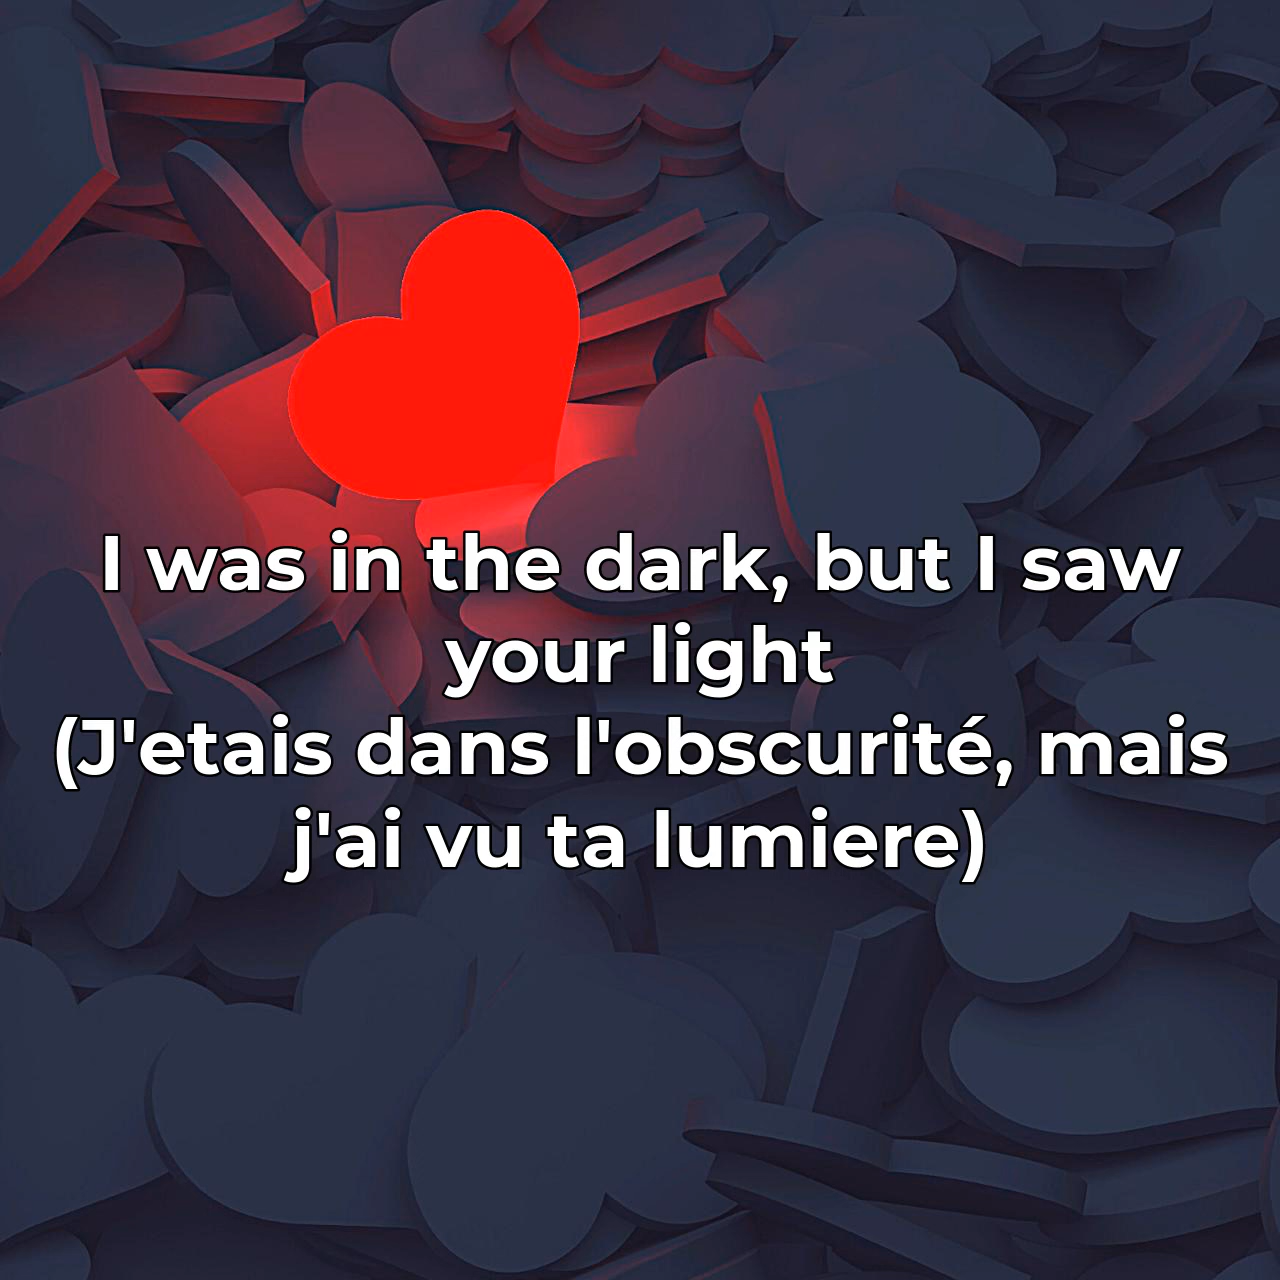 I was in the dark, but I saw
your light
(J'etais dans l'obscurité, mais
j'ai vu ta lumiere)